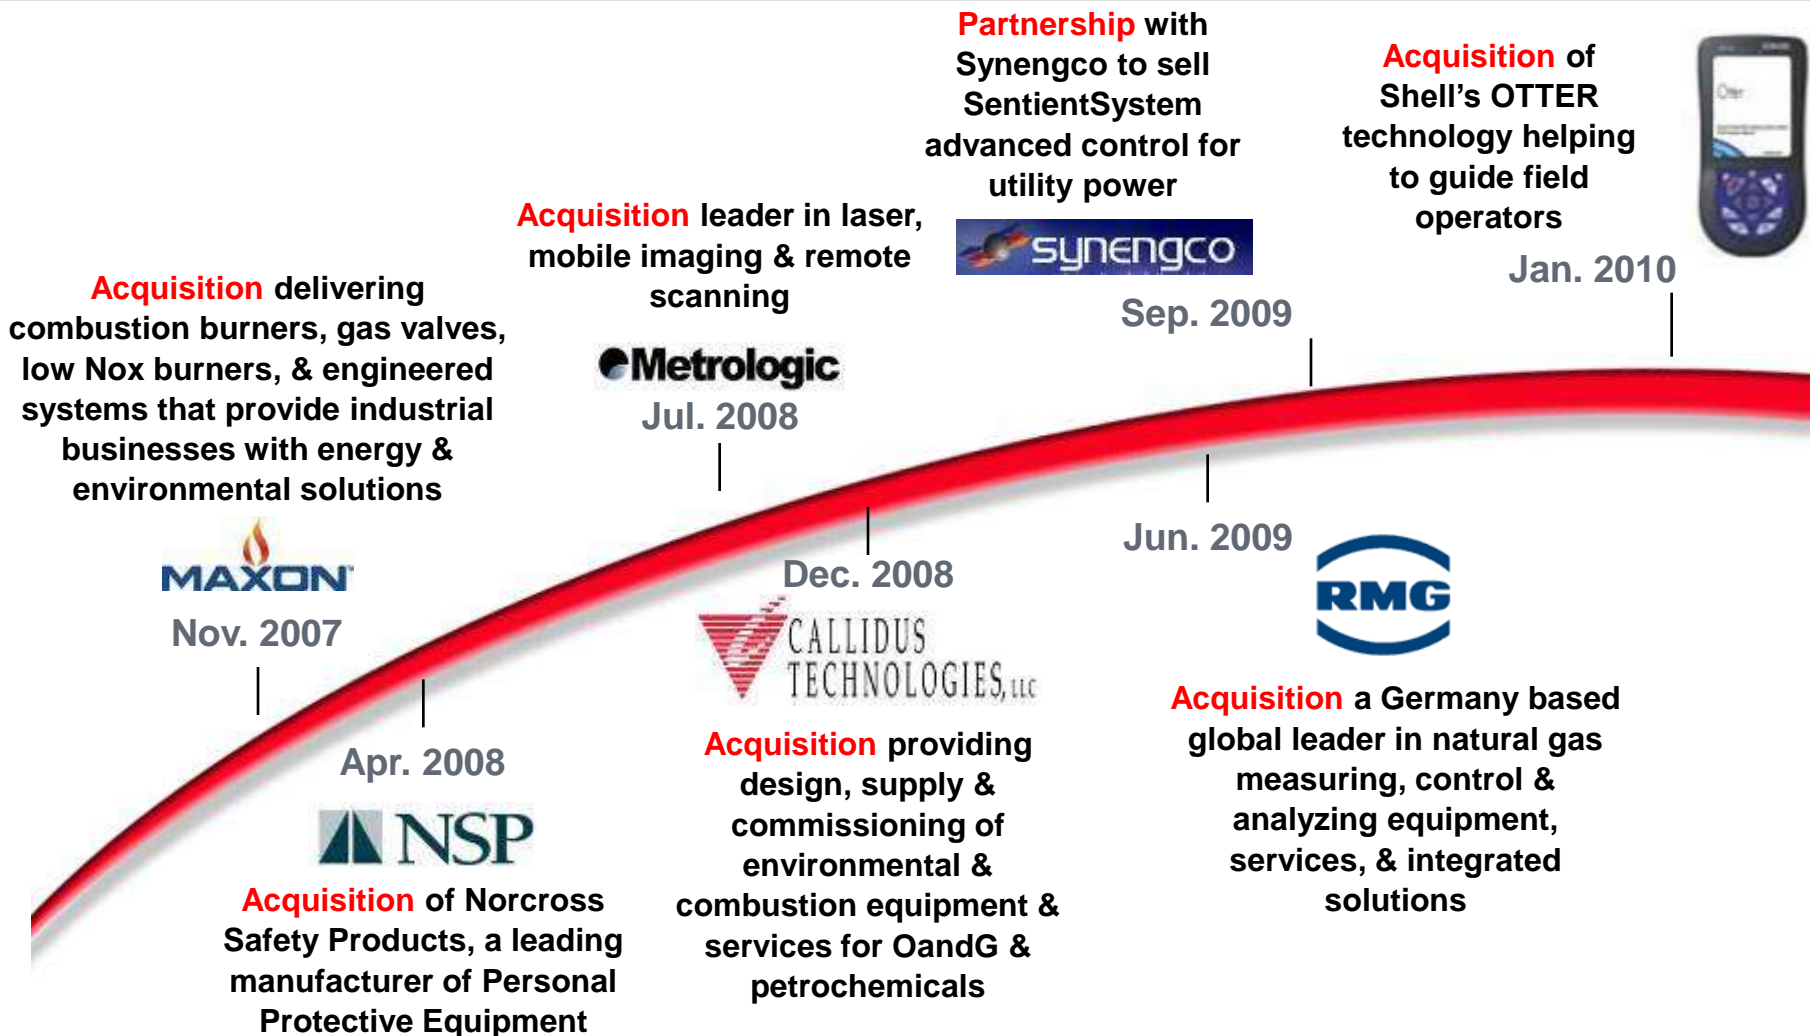 Acquisition delivering
combustion burners, gas valves,
low Nox burners, & engineered
systems that provide industrial
businesses with energy &
environmental solutions
MAXON
Nov. 2007
Apr. 2008
NSP
Acquisition of Norcross
Safety Products, a leading
manufacturer of Personal
Protective Equipment
Acquisition leader in laser,
mobile imaging & remote
scanning
Metrologic
Jul. 2008
Dec. 2008
CALLIDUS
TECHNOLOGIES, LLC
Acquisition providing
design, supply &
commissioning of
environmental &
combustion equipment &
services for OandG &
petrochemicals
Partnership with
Synengco to sell
SentientSystem
advanced control for
utility power
synengco
Sep. 2009
Jun. 2009
RMG
Acquisition a Germany based
global leader in natural gas
measuring, control &
analyzing equipment,
services, & integrated
solutions
Acquisition of
Shell’s OTTER
technology helping
to guide field
operators
Jan. 2010
Otter